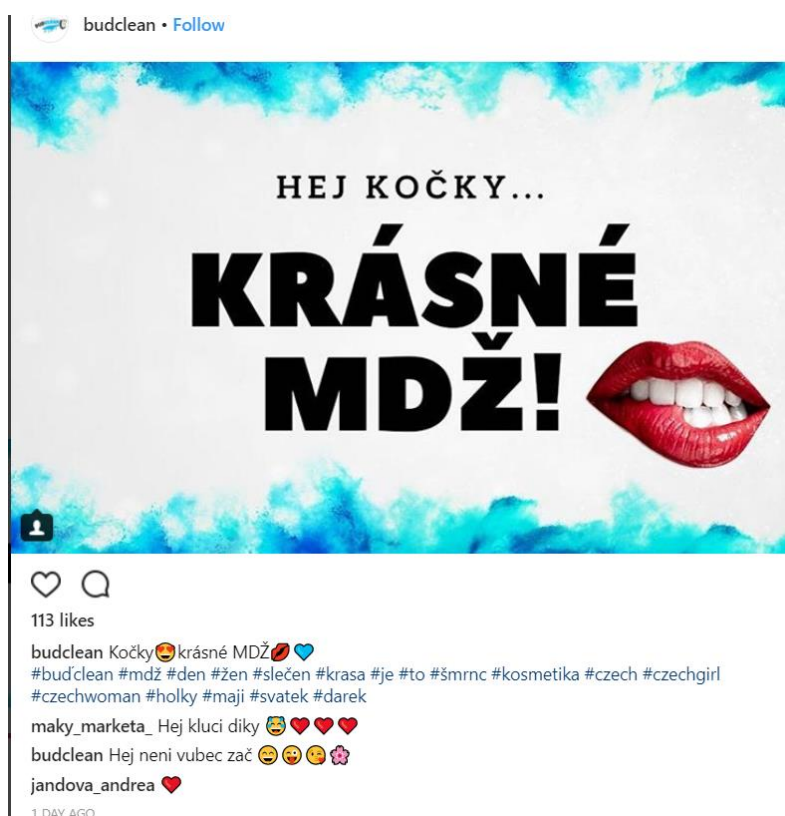 budclean • Follow
HEJ KOČKY...
KRÁSNÉ
MDŽ!
113 likes
budclean Kočky😍krásné MDŽ💋💙
#buďclean #mdž #den #žen #slečen #krasa #je #to #šmrnc #kosmetika #czech #czechgirl
#czechwoman #holky #maji #svatek #darek
maky_marketa_ Hej kluci diky 😂❤️❤️❤️
budclean Hej neni vubec zač 😄😜😘🌸
jandova_andrea ❤️
1 DAY AGO